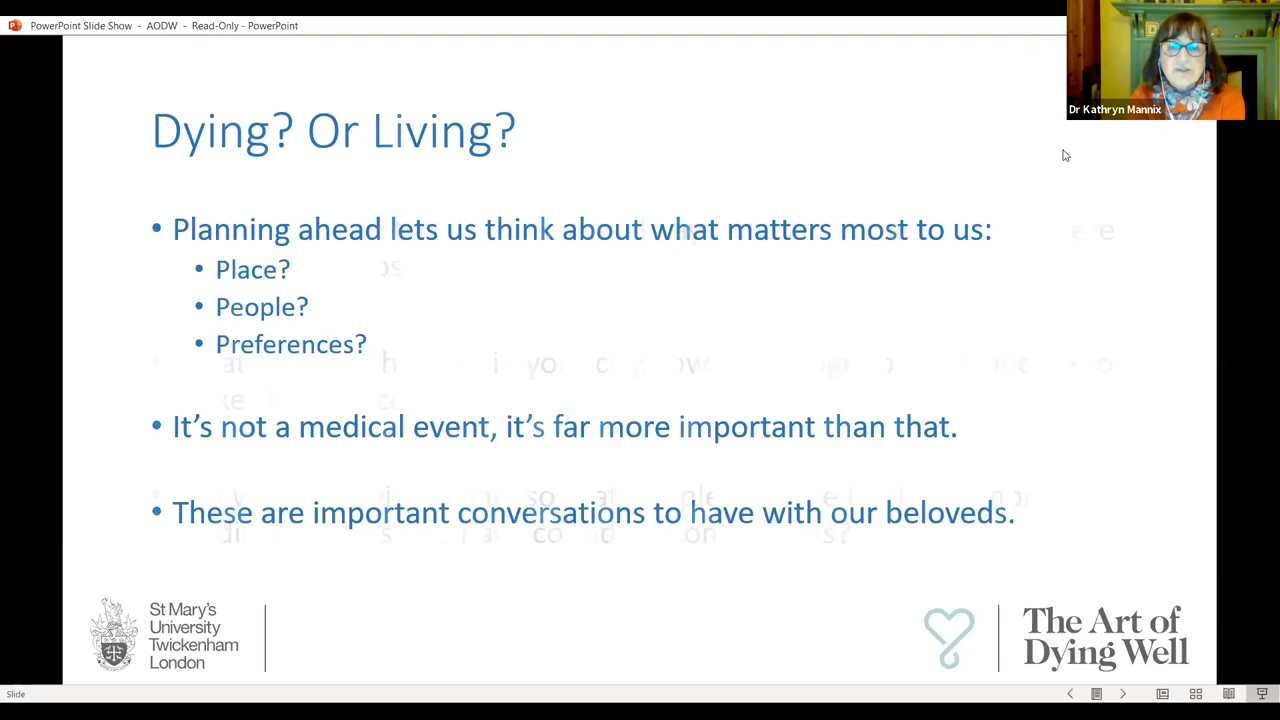 PowerPoint Slide Show - AODW - Read-Only - PowerPoint
Dr Kathryn Mannix
Dying? Or Living?
• Planning ahead lets us think about what matters most to us:
• Place?
• People?
• Preferences?
• It's not a medical event, it's far more important than that.
• These are important conversations to have with our beloveds.
St Mary's
University
Twickenham
London
The Art of
Dying Well
Slide